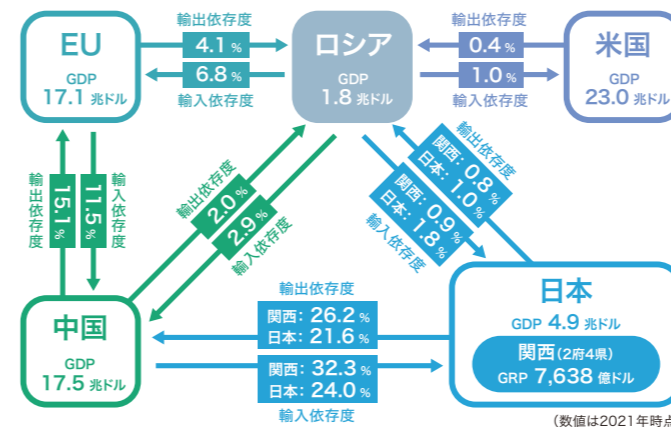 EU
GDP
17.1 兆ドル
輸出依存度
4.1 %
6.8 %
輸入依存度
ロシア
GDP
1.8 兆ドル
輸出依存度
0.4 %
1.0 %
輸入依存度
米国
GDP
23.0 兆ドル
輸出依存度
15.1 %
11.5 %
輸入依存度
輸出依存度
2.0 %
2.9 %
輸入依存度
輸出依存度
関西: 0.8 %
日本: 1.0 %
関西: 0.9 %
日本: 1.8 %
輸入依存度
中国
GDP
17.5 兆ドル
輸出依存度
関西: 26.2 %
日本: 21.6 %
関西: 32.3 %
日本: 24.0 %
輸入依存度
日本
GDP 4.9 兆ドル
関西(2府4県)
GRP 7,638 億ドル
(数値は2021年時点